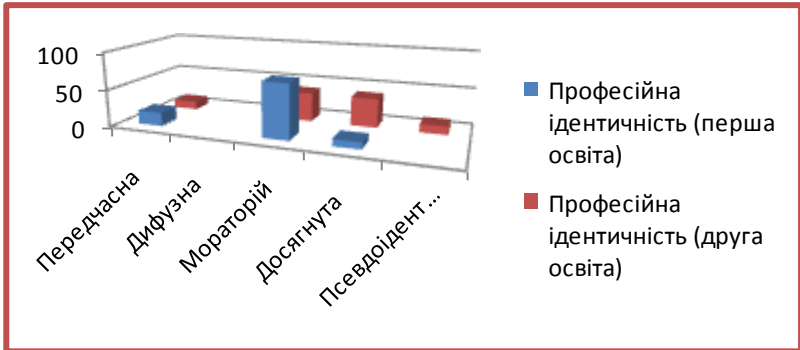 100
50
0
Передчасна
Дифузна
Мораторій
Досягнута
Псевдоідент...
Професійна
ідентичність (перша
освіта)
Професійна
ідентичність (друга
освіта)